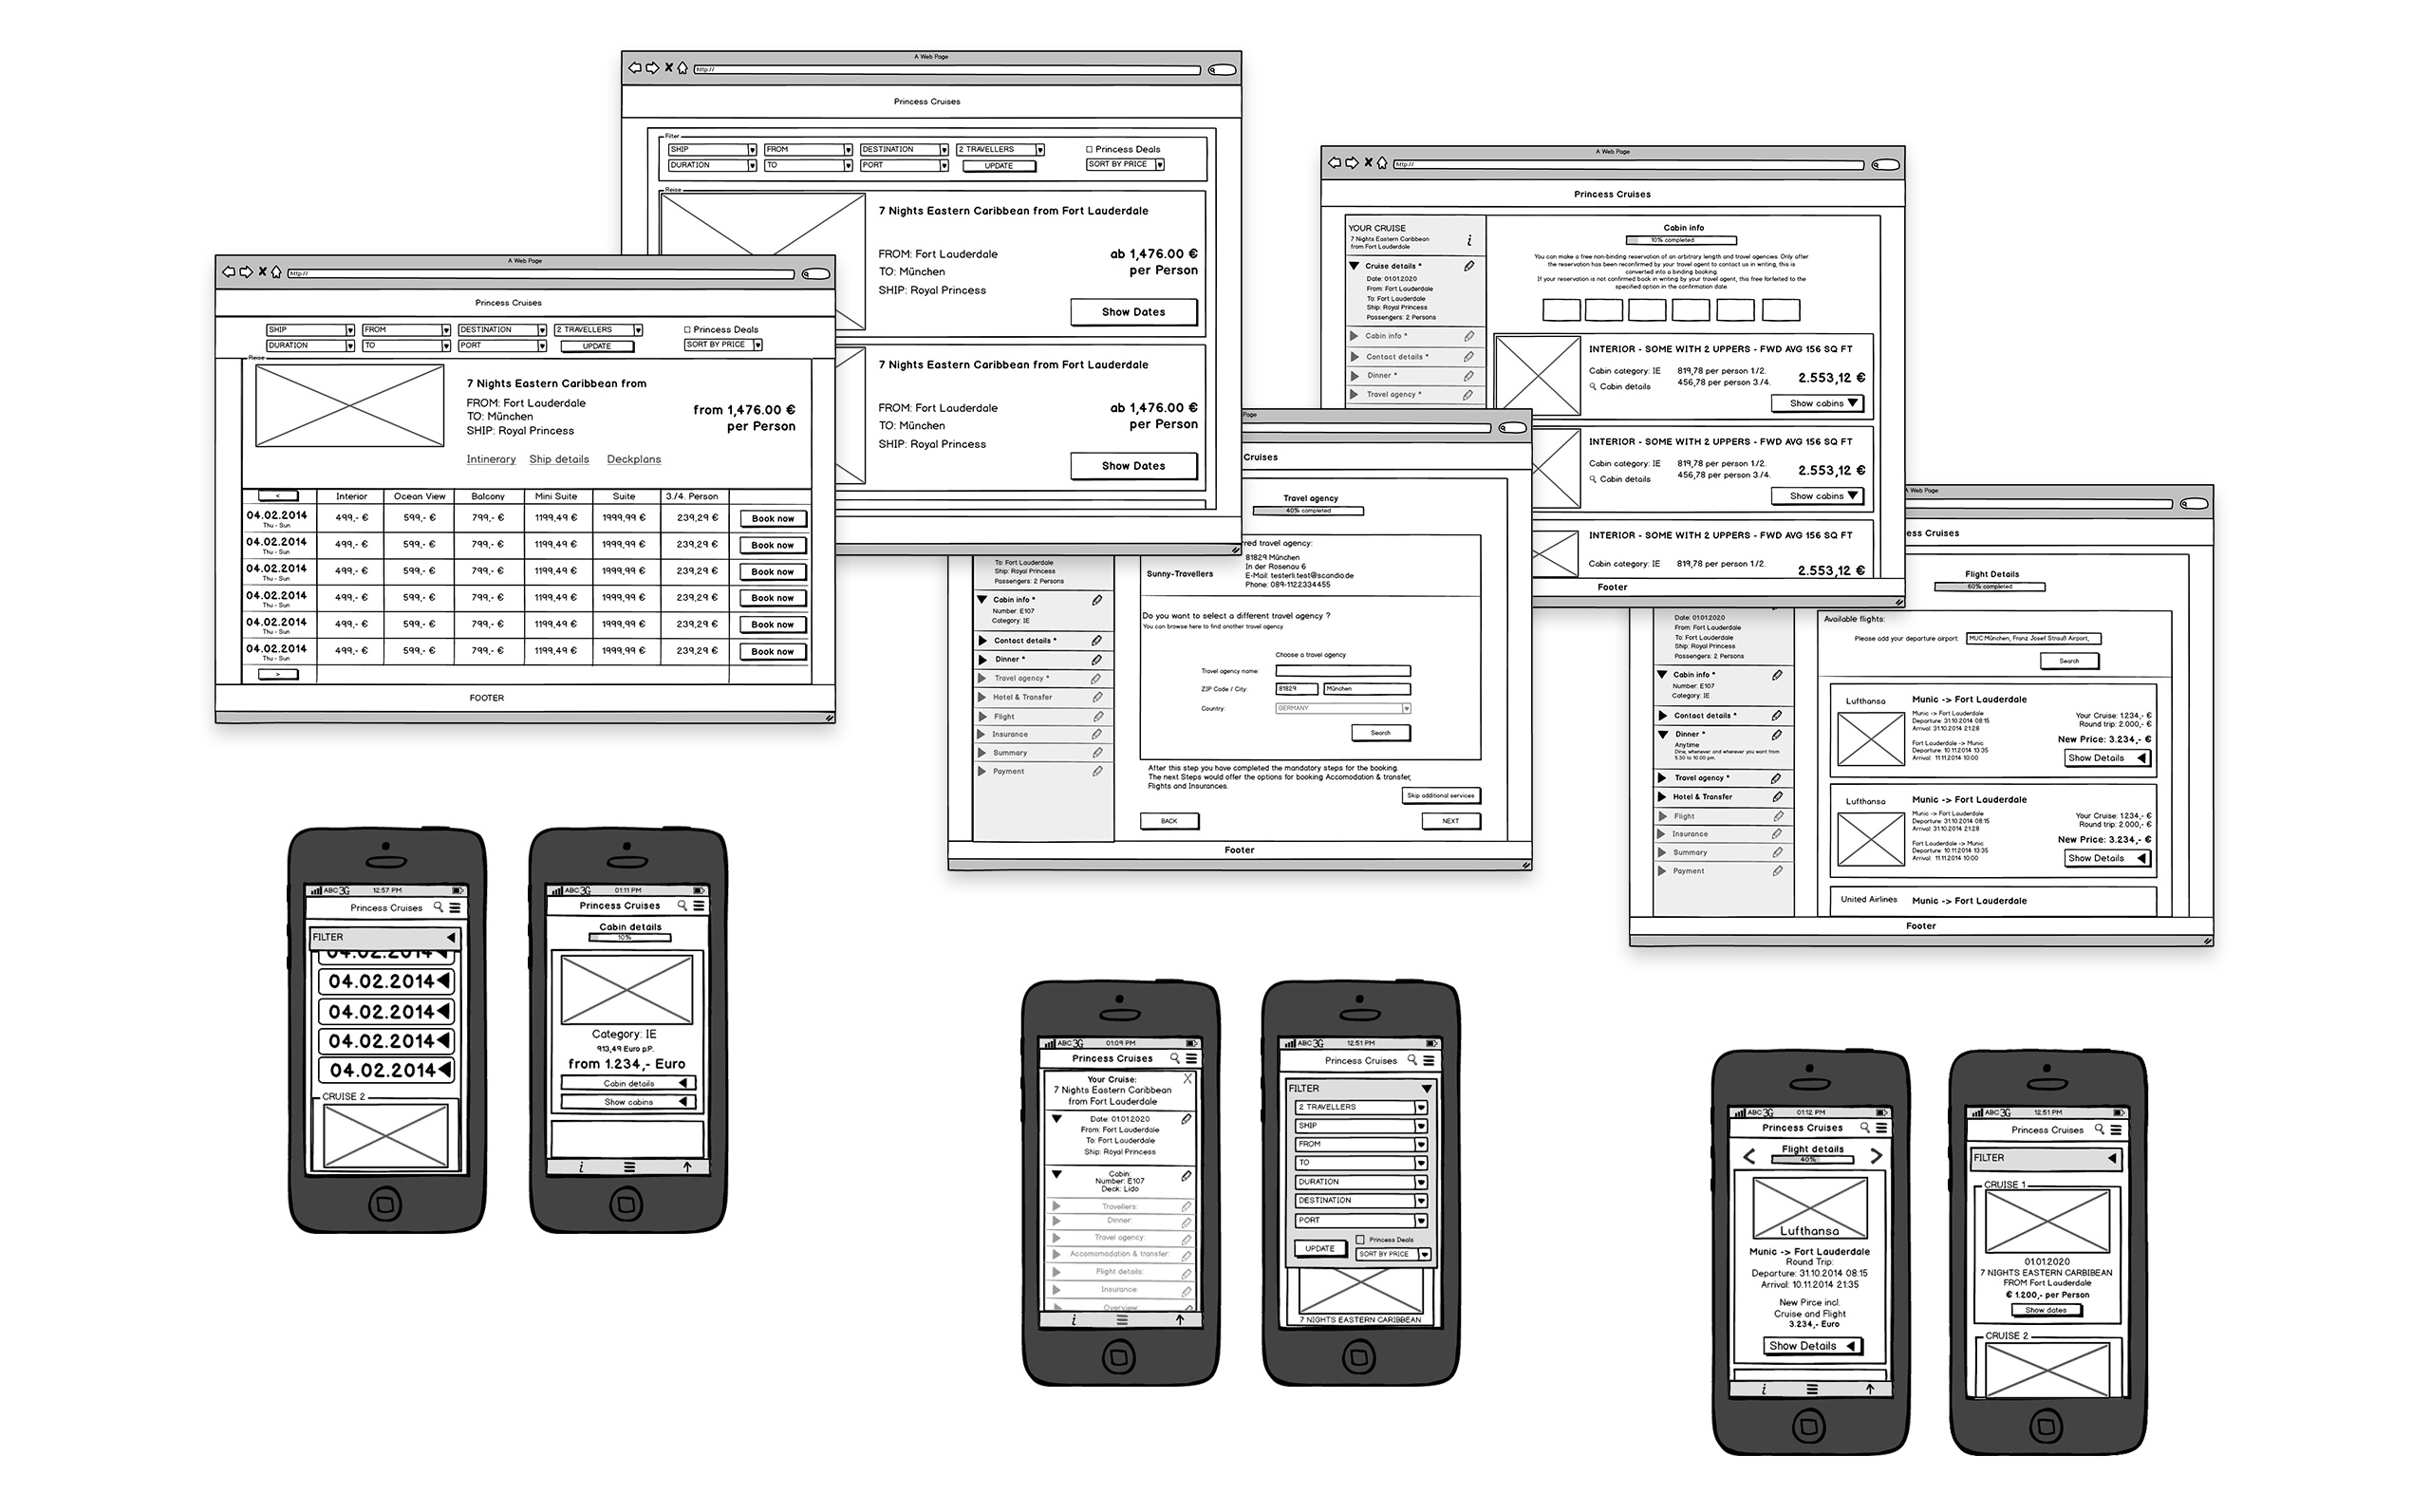 A Web Page
http://
Princess Cruises
Filter
SHIP FROM DESTINATION 2 TRAVELLERS Princess Deals
DURATION TO PORT UPDATE SORT BY PRICE
Reise
7 Nights Eastern Caribbean from Fort Lauderdale
FROM: Fort Lauderdale ab 1,476.00 €
TO: München per Person
SHIP: Royal Princess
Show Dates
7 Nights Eastern Caribbean from Fort Lauderdale
FROM: Fort Lauderdale ab 1,476.00 €
TO: München per Person
SHIP: Royal Princess
Show Dates
A Web Page
http://
Princess Cruises
SHIP FROM DESTINATION 2 TRAVELLERS Princess Deals
DURATION TO PORT UPDATE SORT BY PRICE
Reise
7 Nights Eastern Caribbean from
FROM: Fort Lauderdale from 1,476.00 €
TO: München per Person
SHIP: Royal Princess
Intinerary Ship details Deckplans
< Interior Ocean View Balcony Mini Suite Suite 3./4. Person
04.02.2014 499,- € 599,- € 799,- € 1199,49 € 1999,99 € 239,29 € Book now
Thu - Sun
04.02.2014 499,- € 599,- € 799,- € 1199,49 € 1999,99 € 239,29 € Book now
Thu - Sun
04.02.2014 499,- € 599,- € 799,- € 1199,49 € 1999,99 € 239,29 € Book now
Thu - Sun
04.02.2014 499,- € 599,- € 799,- € 1199,49 € 1999,99 € 239,29 € Book now
Thu - Sun
04.02.2014 499,- € 599,- € 799,- € 1199,49 € 1999,99 € 239,29 € Book now
Thu - Sun
04.02.2014 499,- € 599,- € 799,- € 1199,49 € 1999,99 € 239,29 € Book now
Thu - Sun
>
FOOTER
A Web Page
http://
Princess Cruises
YOUR CRUISE
7 Nights Eastern Caribbean
from Fort Lauderdale
i
Cruise details *
Date: 01.01.2020
From: Fort Lauderdale
To: Fort Lauderdale
Ship: Royal Princess
Passengers: 2 Persons
Cabin info *
Contact details *
Dinner *
Travel agency *
Cabin info
10% completed
You can make a free non-binding reservation of an arbitrary length and travel agencies. Only after
the reservation has been reconfirmed by your travel agent to contact us in writing, this is
converted into a binding booking.
If your reservation is not confirmed back in writing by your travel agent, this free forfeited to the
specified option in the confirmation date.
INTERIOR - SOME WITH 2 UPPERS - FWD AVG 156 SQ FT
Cabin category: IE 819,78 per person 1/2.
456,78 per person 3./4. 2.553,12 €
Cabin details
Show cabins
INTERIOR - SOME WITH 2 UPPERS - FWD AVG 156 SQ FT
Cabin category: IE 819,78 per person 1/2.
456,78 per person 3./4. 2.553,12 €
Cabin details
Show cabins
INTERIOR - SOME WITH 2 UPPERS - FWD AVG 156 SQ FT
Cabin category: IE 819,78 per person 1/2.
2.553,12 €
Footer
Page
Cruises
Travel agency
40% completed
To: Fort Lauderdale
Ship: Royal Princess
Passengers: 2 Persons
Cabin info *
Number: E107
Category: IE
Contact details *
Dinner *
Travel agency *
Hotel & Transfer
Flight
Insurance
Summary
Payment
rred travel agency:
81829 München
In der Rosenau 6
Sunny-Travellers
E-Mail: testerli.test@scandio.de
Phone: 089-1122334455
Do you want to select a different travel agency ?
You can browse here to find another travel agency
Choose a travel agency
Travel agency name:
ZIP Code / City: 81829 München
Country: GERMANY
Search
After this step you have completed the mandatory steps for the booking.
The next Steps would offer the options for booking Accomodation & transfer,
Flights and Insurances.
Skip additional services
BACK NEXT
Footer
A Web Page
ess Cruises
Flight Details
60% completed
Date: 01.01.2020
From: Fort Lauderdale
To: Fort Lauderdale
Ship: Royal Princess
Passengers: 2 Persons
Cabin info *
Number: E107
Category: IE
Contact details *
Dinner *
Anytime
Dine, whenever and wherever you want from
5.30 to 10.00 pm.
Travel agency *
Hotel & Transfer
Flight
Insurance
Summary
Payment
Available flights:
Please add your departure airport: MUC München, Franz Josef Strauß Airport,
Search
Lufthansa Munic -> Fort Lauderdale
Munic -> Fort Lauderdale
Departure: 31.10.2014 08:15
Arrival: 31.10.2014 21:28
Fort Lauderdale -> Munic
Departure: 10.11.2014 13:35
Arrival: 11.11.2014 10:00
Your Cruise: 1234,- €
Round trip: 2.000,- €
New Price: 3.234,- €
Show Details
Lufthansa Munic -> Fort Lauderdale
Munic -> Fort Lauderdale
Departure: 31.10.2014 08:15
Arrival: 31.10.2014 21:28
Fort Lauderdale -> Munic
Departure: 10.11.2014 13:35
Arrival: 11.11.2014 10:00
Your Cruise: 1234,- €
Round trip: 2.000,- €
New Price: 3.234,- €
Show Details
United Airlines Munic -> Fort Lauderdale
Footer
ABC 3G 12:57 PM
Princess Cruises
FILTER
04.02.2014
04.02.2014
04.02.2014
04.02.2014
04.02.2014
CRUISE 2
ABC 3G 01:11 PM
Princess Cruises
Cabin details
10%
Category: IE
913,49 Euro p.P.
from 1.234,- Euro
Cabin details
Show cabins
i
ABC 3G 01:09 PM
Princess Cruises
Your Cruise: X
7 Nights Eastern Caribbean
from Fort Lauderdale
Date: 01.01.2020
From: Fort Lauderdale
To: Fort Lauderdale
Ship: Royal Princess
Cabin:
Number: E107
Deck: Lido
Travellers:
Dinner:
Travel agency:
Accomomodation & transfer:
Flight details:
Insurance:
Overview:
i
ABC 3G 12:51 PM
Princess Cruises
FILTER
2 TRAVELLERS
SHIP
FROM
TO
DURATION
DESTINATION
PORT
UPDATE Princess Deals
SORT BY PRICE
7 NIGHTS EASTERN CARIBBEAN
ABC 3G 01:12 PM
Princess Cruises
< Flight details >
40%
Lufthansa
Munic -> Fort Lauderdale
Round Trip:
Departure: 31.10.2014 08:15
Arrival: 10.11.2014 21:35
New Pirce incl.
Cruise and Flight
3.234,- Euro
Show Details
i
ABC 3G 12:51 PM
Princess Cruises
FILTER
CRUISE 1
01.01.2020
7 NIGHTS EASTERN CARBIBEAN
FROM Fort Lauderdale
€ 1.200,- per Person
Show dates
CRUISE 2